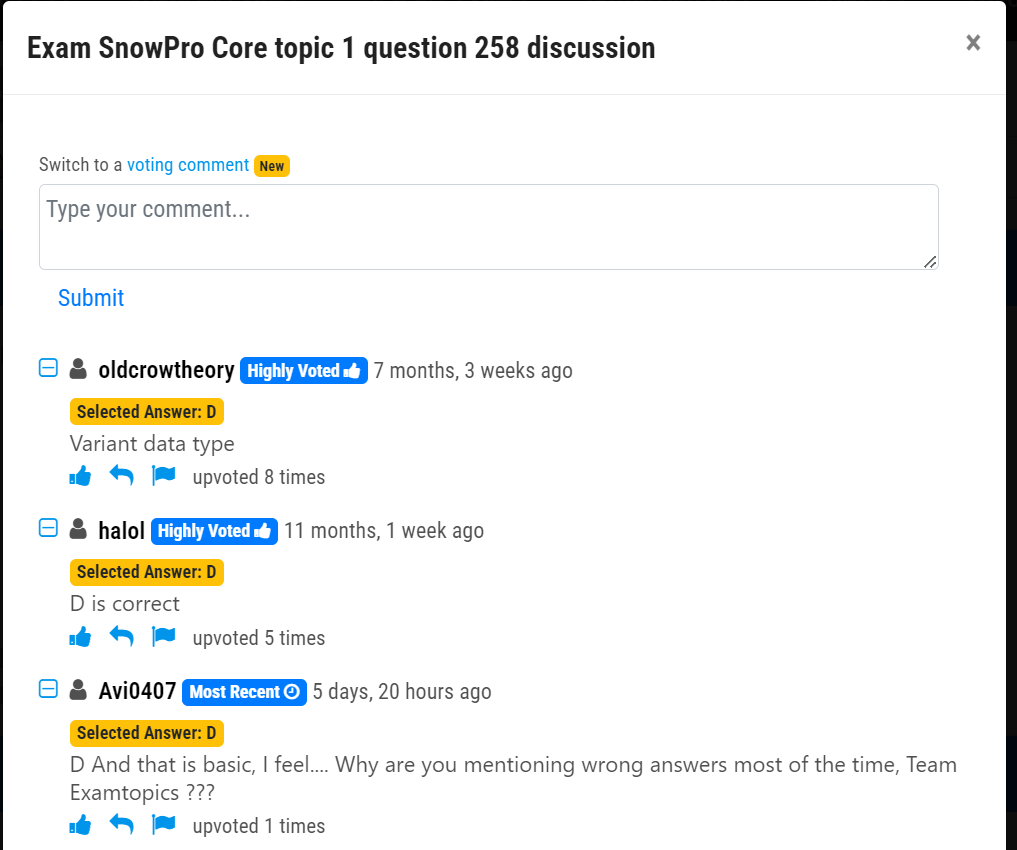 Exam SnowPro Core topic 1 question 258 discussion ×
Switch to a voting comment New
Type your comment...
Submit
oldcrowtheory Highly Voted 7 months, 3 weeks ago
Selected Answer: D
Variant data type
upvoted 8 times
halol Highly Voted 11 months, 1 week ago
Selected Answer: D
D is correct
upvoted 5 times
Avi0407 Most Recent 5 days, 20 hours ago
Selected Answer: D
D And that is basic, I feel.... Why are you mentioning wrong answers most of the time, Team
Examtopics ???
upvoted 1 times